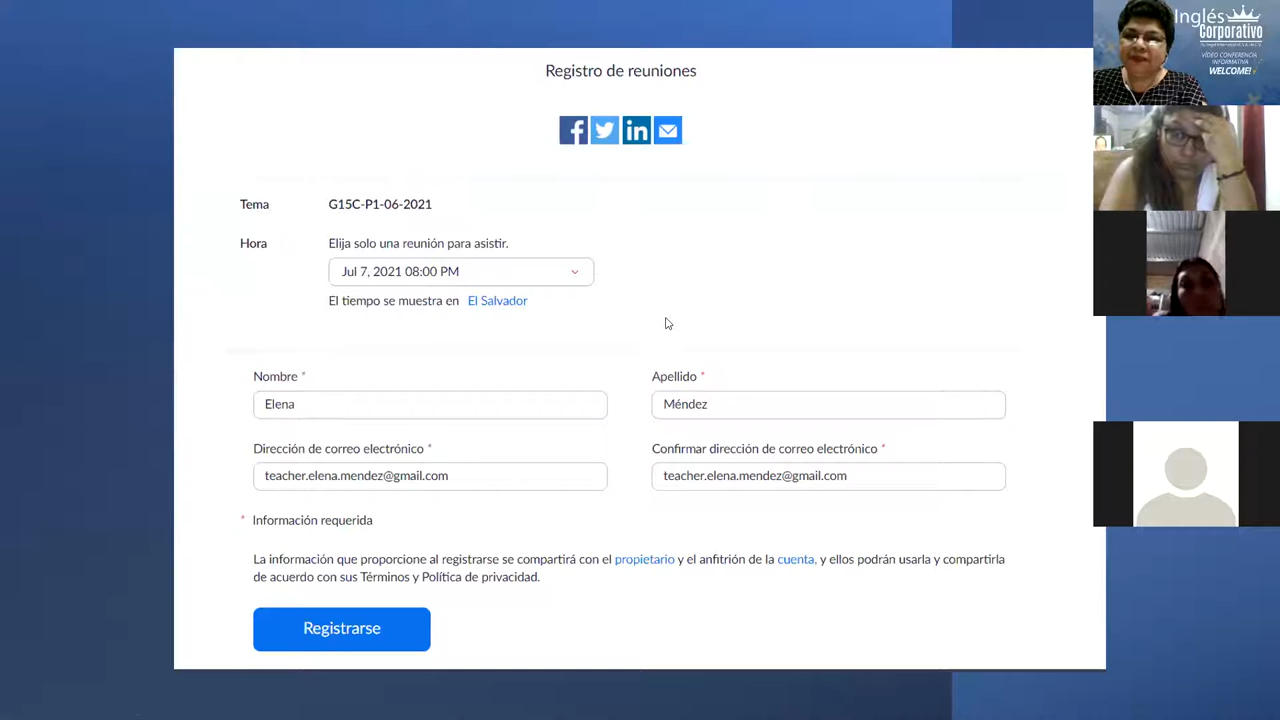 Registro de reuniones
Tema
G15C-P1-06-2021
Hora
Elija solo una reunión para asistir.
Jul 7, 2021 08:00 PM
El tiempo se muestra en El Salvador
Nombre *
Apellido *
Elena
Méndez
Dirección de correo electrónico *
Confirmar dirección de correo electrónico *
teacher.elena.mendez@gmail.com
teacher.elena.mendez@gmail.com
* Información requerida
La información que proporcione al registrarse se compartirá con el propietario y el anfitrión de la cuenta, y ellos podrán usarla y compartirla
de acuerdo con sus Términos y Política de privacidad.
Registrarse
Inglés
Corporativo
VÍDEO CONFERENCIA
INFORMATIVA
WELCOME!